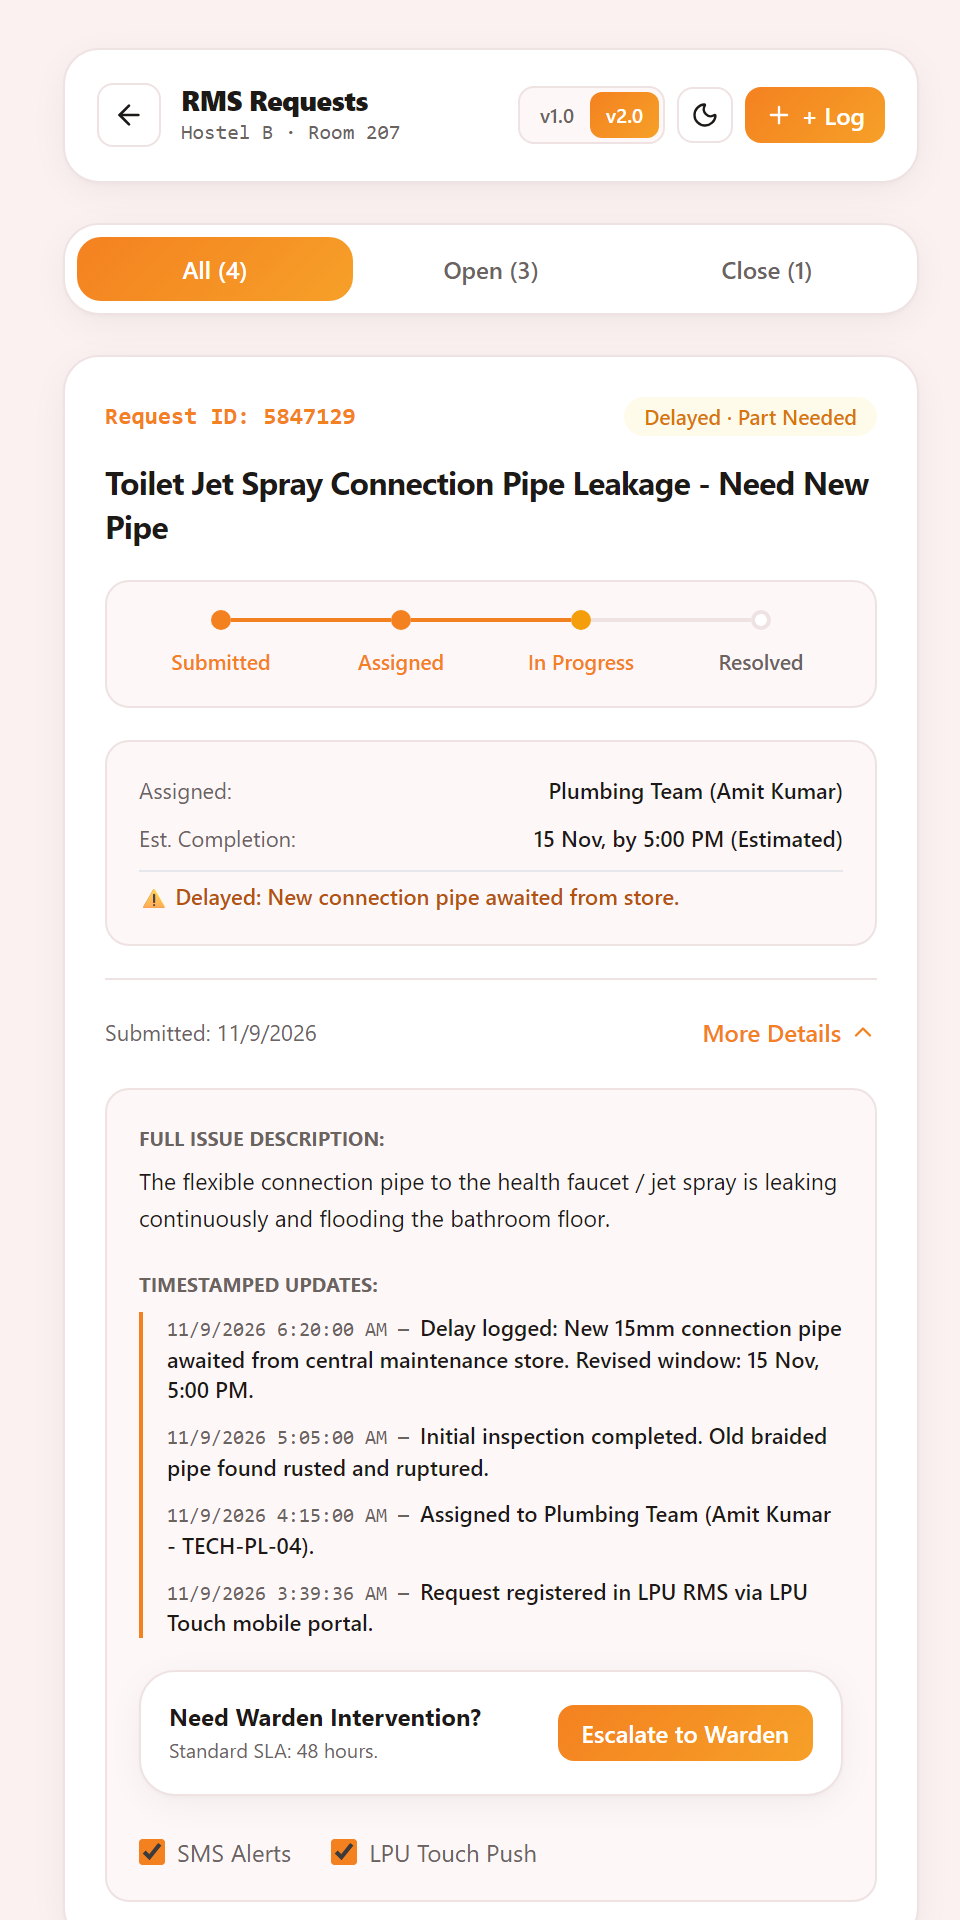 RMS Requests
Hostel B · Room 207
v1.0
v2.0
+ Log
All (4)
Open (3)
Close (1)
Request ID: 5847129
Delayed · Part Needed
Toilet Jet Spray Connection Pipe Leakage - Need New
Pipe
Submitted
Assigned
In Progress
Resolved
Assigned:
Plumbing Team (Amit Kumar)
Est. Completion:
15 Nov, by 5:00 PM (Estimated)
Delayed: New connection pipe awaited from store.
Submitted: 11/9/2026
More Details
FULL ISSUE DESCRIPTION:
The flexible connection pipe to the health faucet / jet spray is leaking
continuously and flooding the bathroom floor.
TIMESTAMPED UPDATES:
11/9/2026 6:20:00 AM — Delay logged: New 15mm connection pipe
awaited from central maintenance store. Revised window: 15 Nov,
5:00 PM.
11/9/2026 5:05:00 AM — Initial inspection completed. Old braided
pipe found rusted and ruptured.
11/9/2026 4:15:00 AM — Assigned to Plumbing Team (Amit Kumar
- TECH-PL-04).
11/9/2026 3:39:36 AM — Request registered in LPU RMS via LPU
Touch mobile portal.
Need Warden Intervention?
Standard SLA: 48 hours.
Escalate to Warden
SMS Alerts
LPU Touch Push